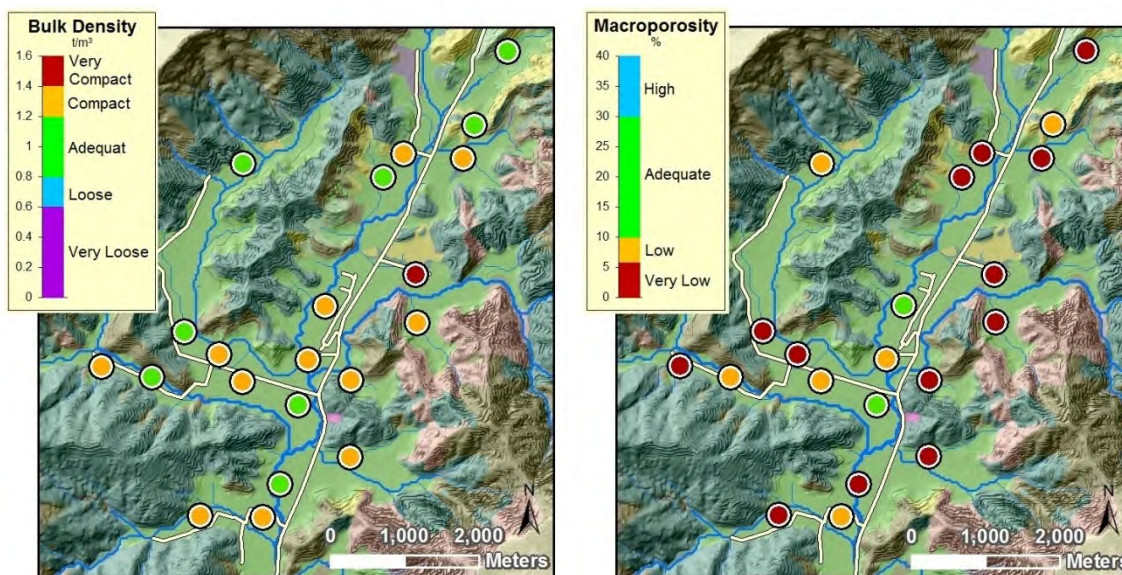 Bulk Density
t/m³
1.6
Very
Compact
1.4
Compact
1.2
1
Adequat
0.8
Loose
0.6
0.4
Very Loose
0.2
0
N
0 1,000 2,000
Meters
Macroporosity
%
40
35
High
30
25
20
Adequate
15
10
Low
5
Very Low
0
N
0 1,000 2,000
Meters